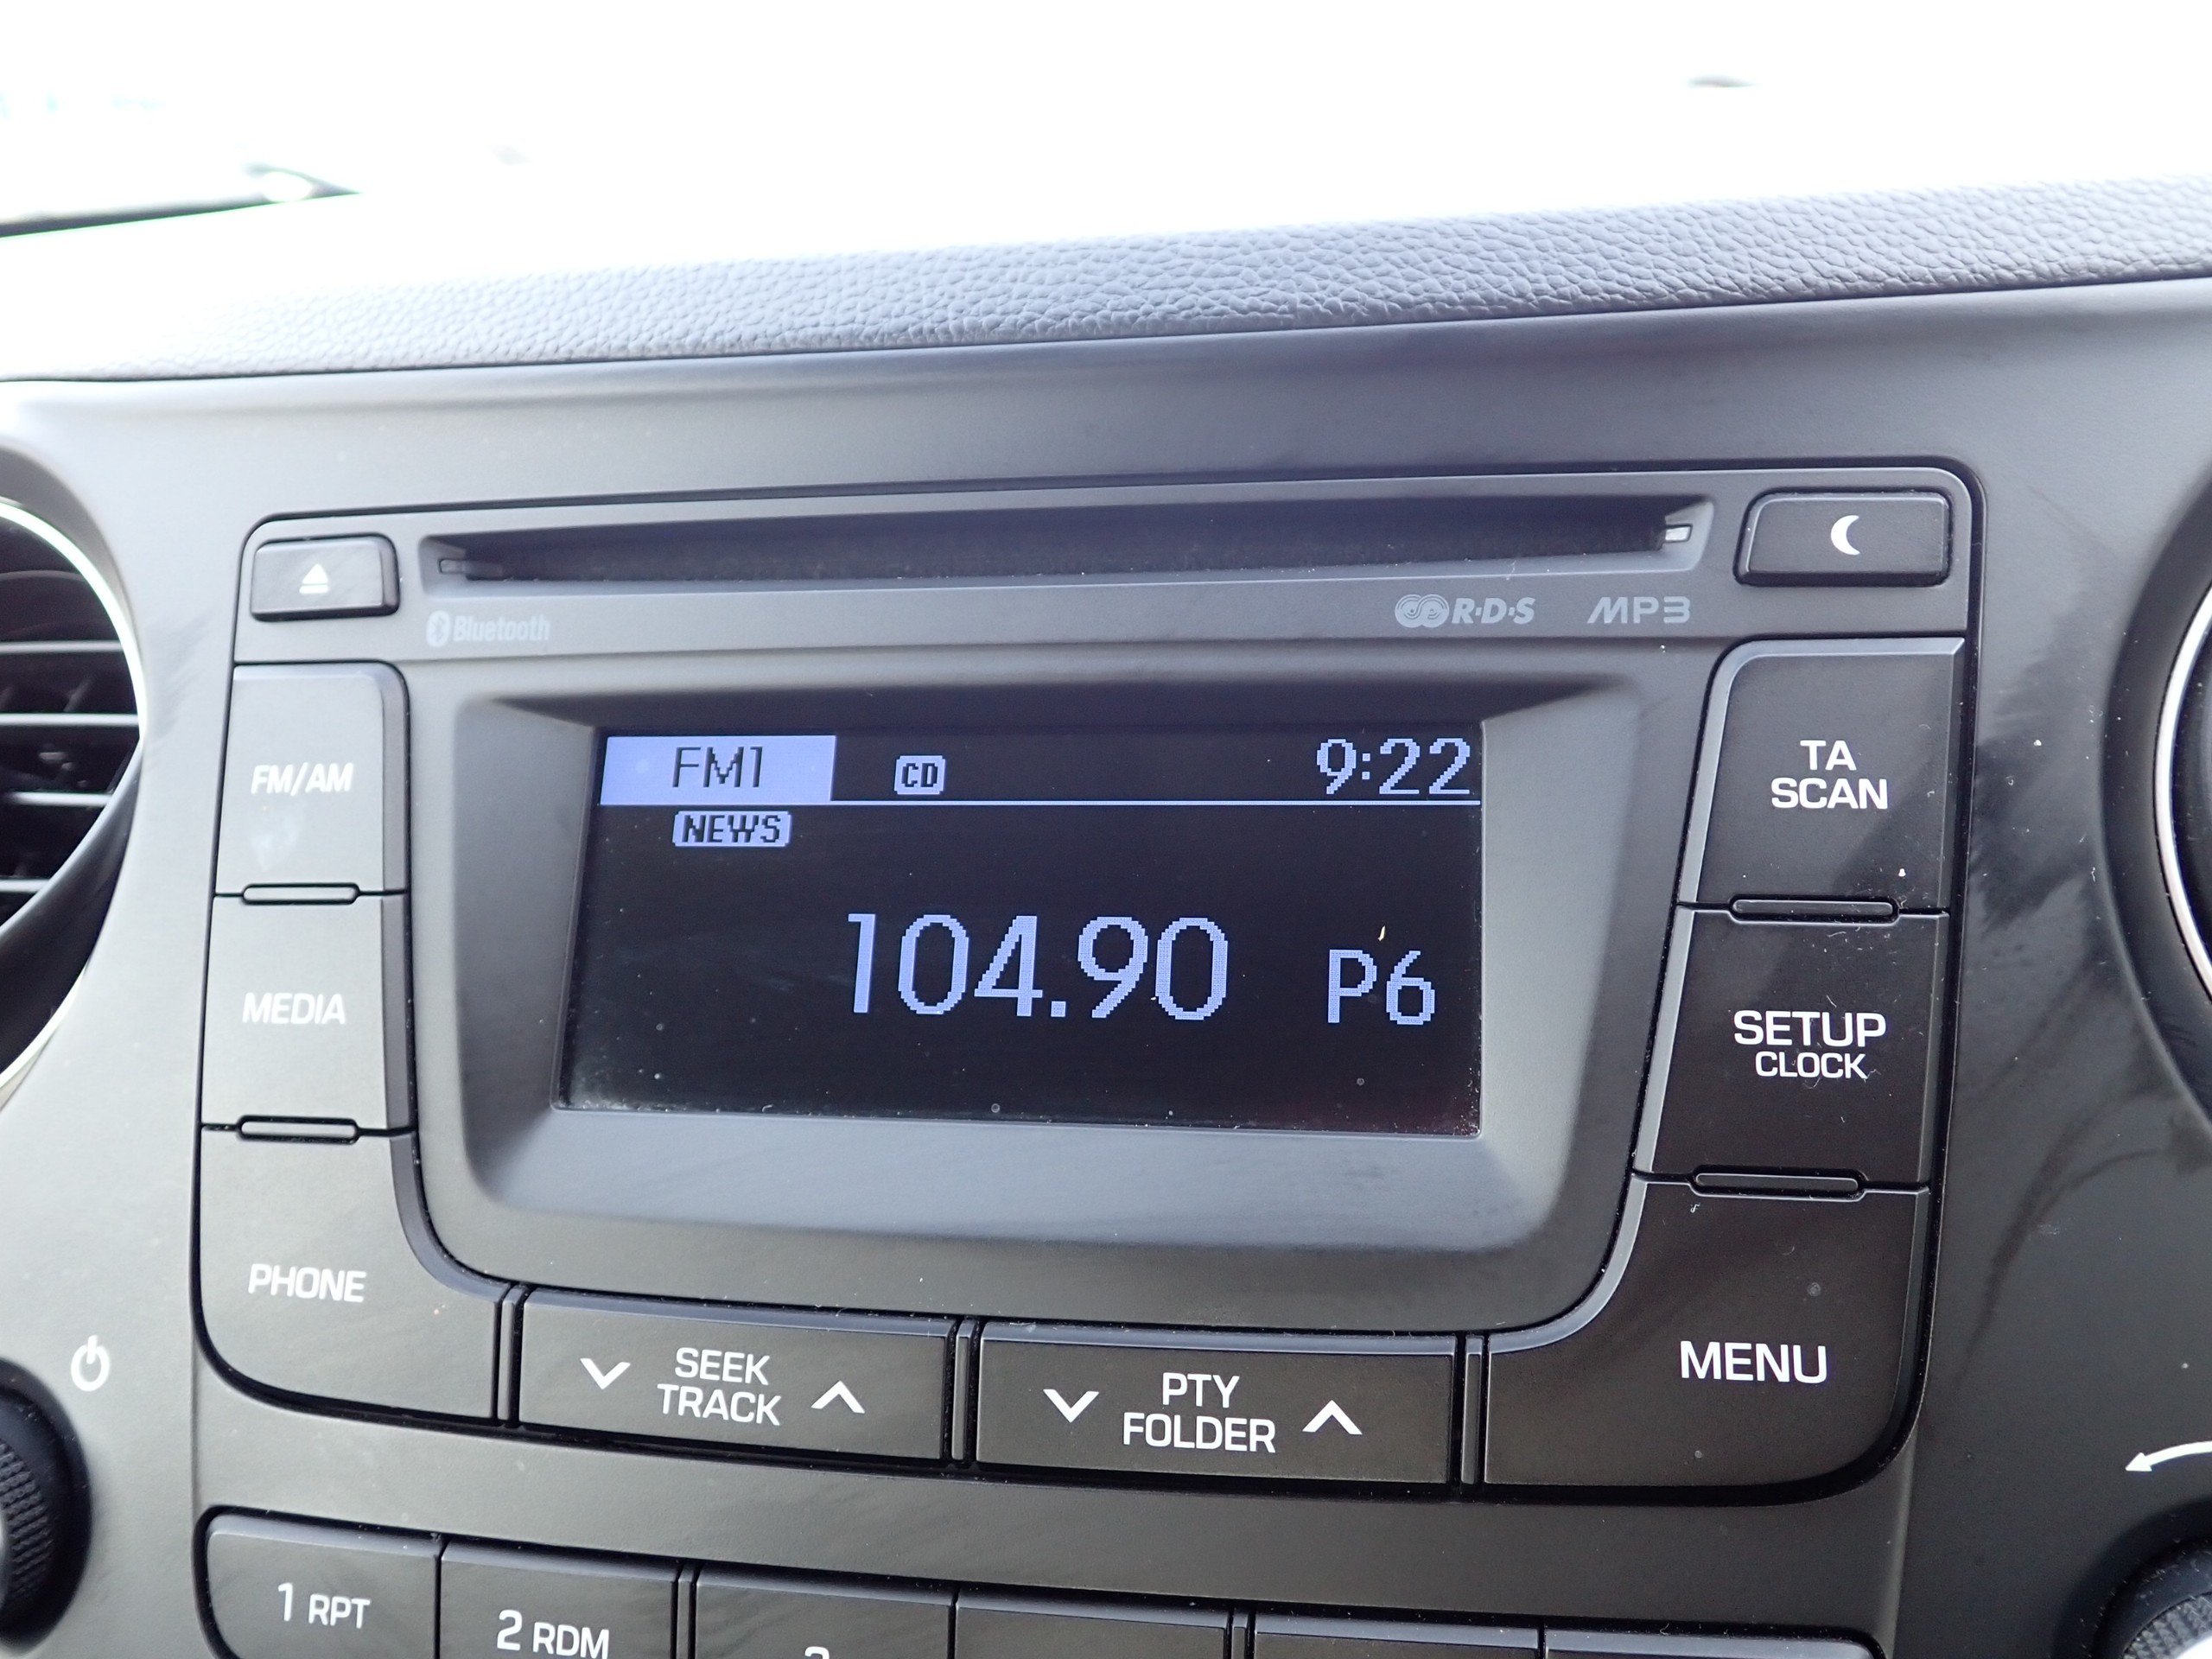 Bluetooth
R·D·S MP3
FM/AM
FM1 CD 9:22
NEWS
104.90 P6
TA
SCAN
MEDIA
SETUP
CLOCK
PHONE
SEEK
TRACK
PTY
FOLDER
MENU
1 RPT
2 RDM